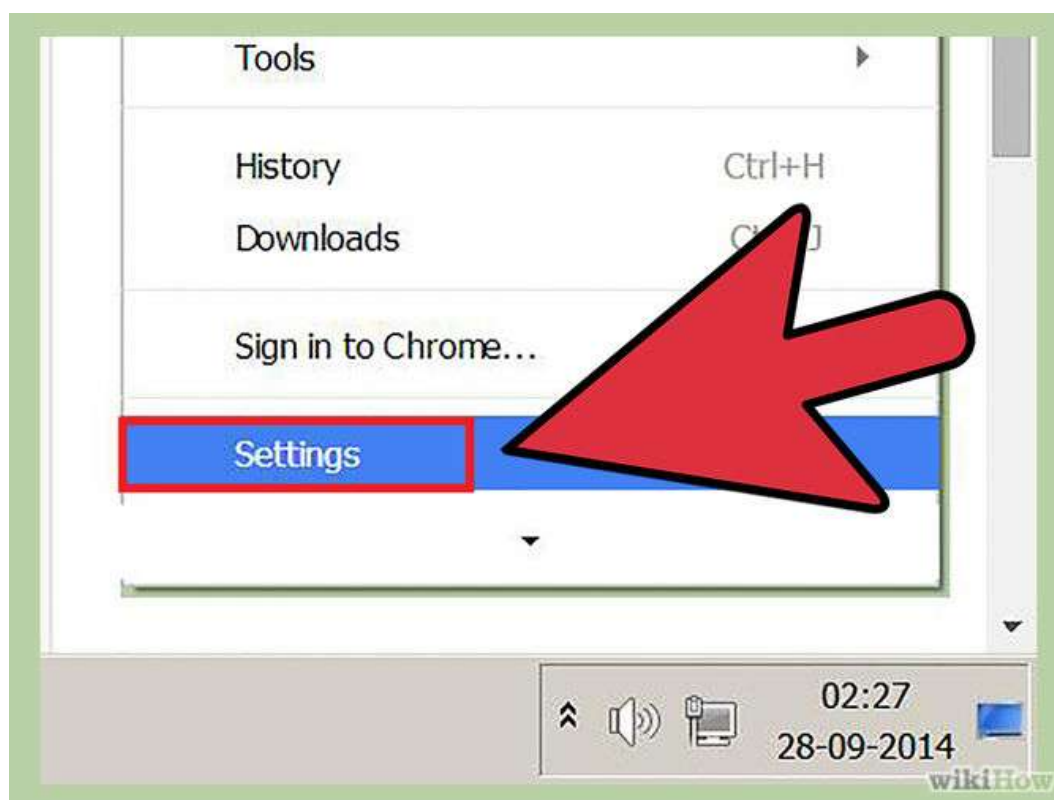 Tools
History Ctrl+H
Downloads
Sign in to Chrome...
Settings
02:27
28-09-2014
wikiHow